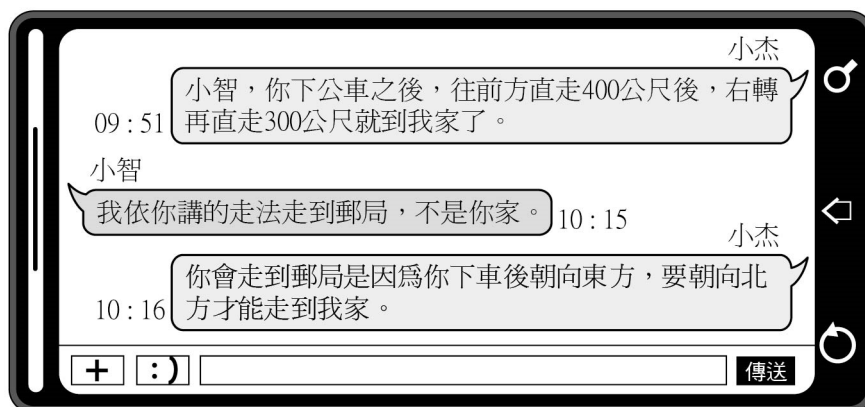 小杰
小智，你下公車之後，往前方直走400公尺後，右轉
再直走300公尺就到我家了。
09：51
小智
我依你講的走法走到郵局，不是你家。
10：15
小杰
你會走到郵局是因爲你下車後朝向東方，要朝向北
方才能走到我家。
10：16
+
:)
傳送